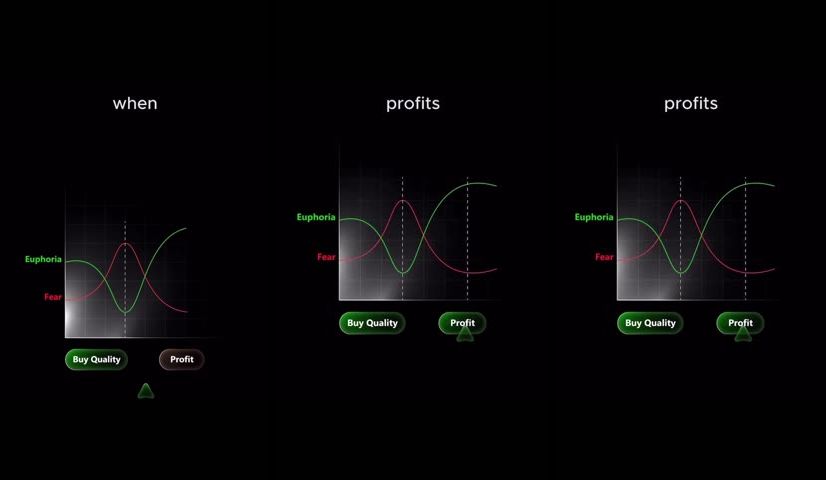 when
Euphoria
Fear
Buy Quality
Profit
profits
Euphoria
Fear
Buy Quality
Profit
profits
Euphoria
Fear
Buy Quality
Profit